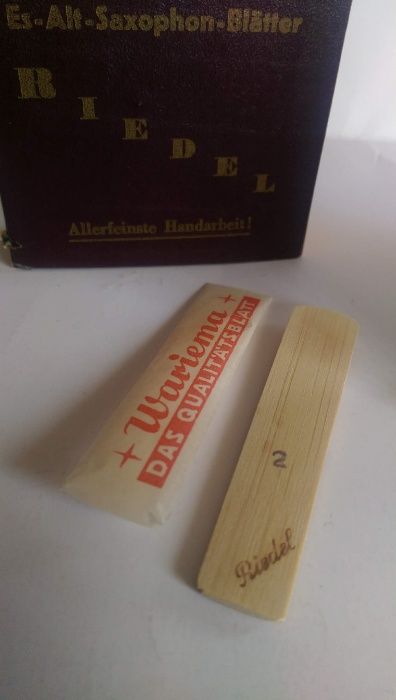 Es-Alt-Saxophon-Blätter
RIEDEL
Allerfeinste Handarbeit!
Wariema
DAS QUALITÄTSBLATT
2
Riedel